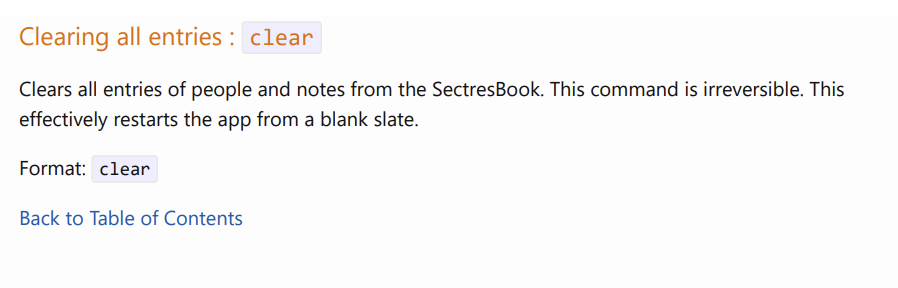 Clearing all entries : clear
Clears all entries of people and notes from the SectresBook. This command is irreversible. This
effectively restarts the app from a blank slate.
Format: clear
Back to Table of Contents